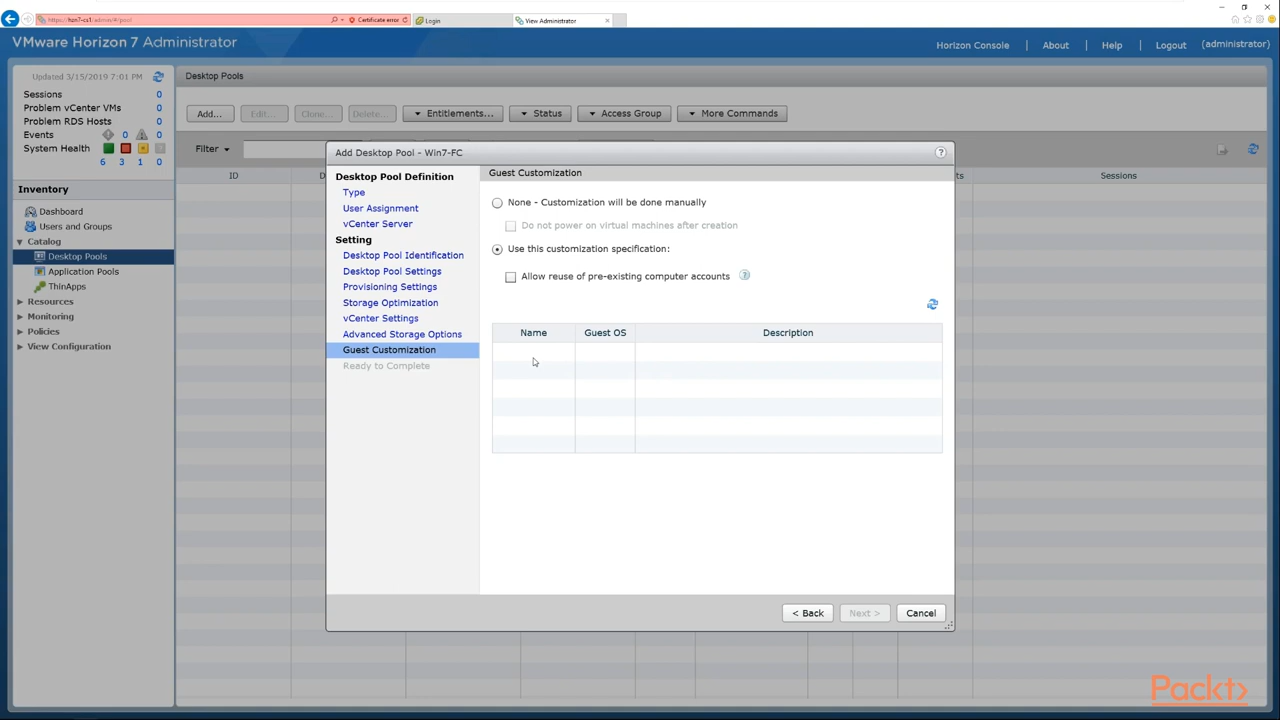 https://hzn7-cs1/admin/#/pool
Certificate error
Login
View Administrator
VMware Horizon 7 Administrator
Horizon Console
About
Help
Logout
(administrator)
Updated 3/15/2019 7:01 PM
Sessions 0
Problem vCenter VMs 0
Problem RDS Hosts 0
Events 0 0
System Health
6 3 1 0
Inventory
Dashboard
Users and Groups
Catalog
Desktop Pools
Application Pools
ThinApps
Resources
Monitoring
Policies
View Configuration
Desktop Pools
Add...
Edit...
Clone...
Delete...
Entitlements...
Status
Access Group
More Commands
Filter
ID
D
ts
Sessions
Add Desktop Pool - Win7-FC
?
Desktop Pool Definition
Type
User Assignment
vCenter Server
Setting
Desktop Pool Identification
Desktop Pool Settings
Provisioning Settings
Storage Optimization
vCenter Settings
Advanced Storage Options
Guest Customization
Ready to Complete
Guest Customization
None - Customization will be done manually
Do not power on virtual machines after creation
Use this customization specification:
Allow reuse of pre-existing computer accounts ?
Name
Guest OS
Description
< Back
Next >
Cancel
Packt>